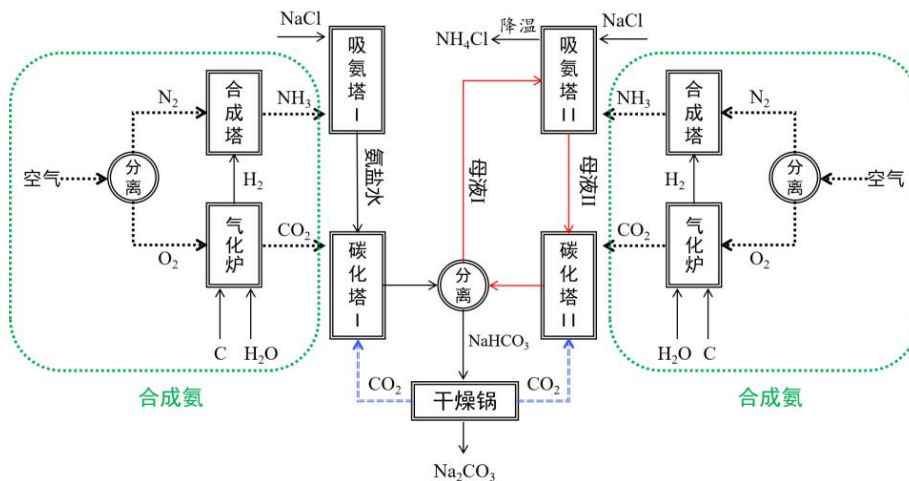 NaCl
吸氨塔 I
NH₄Cl
降温
吸氨塔 II
NaCl
N₂
合成塔
NH₃
NH₃
合成塔
N₂
空气
分离
H₂
氨盐水
母液I
母液II
H₂
分离
空气
O₂
气化炉
CO₂
碳化塔 I
分离
碳化塔 II
CO₂
气化炉
O₂
C
H₂O
NaHCO₃
H₂O
C
合成氨
CO₂
干燥锅
CO₂
合成氨
Na₂CO₃